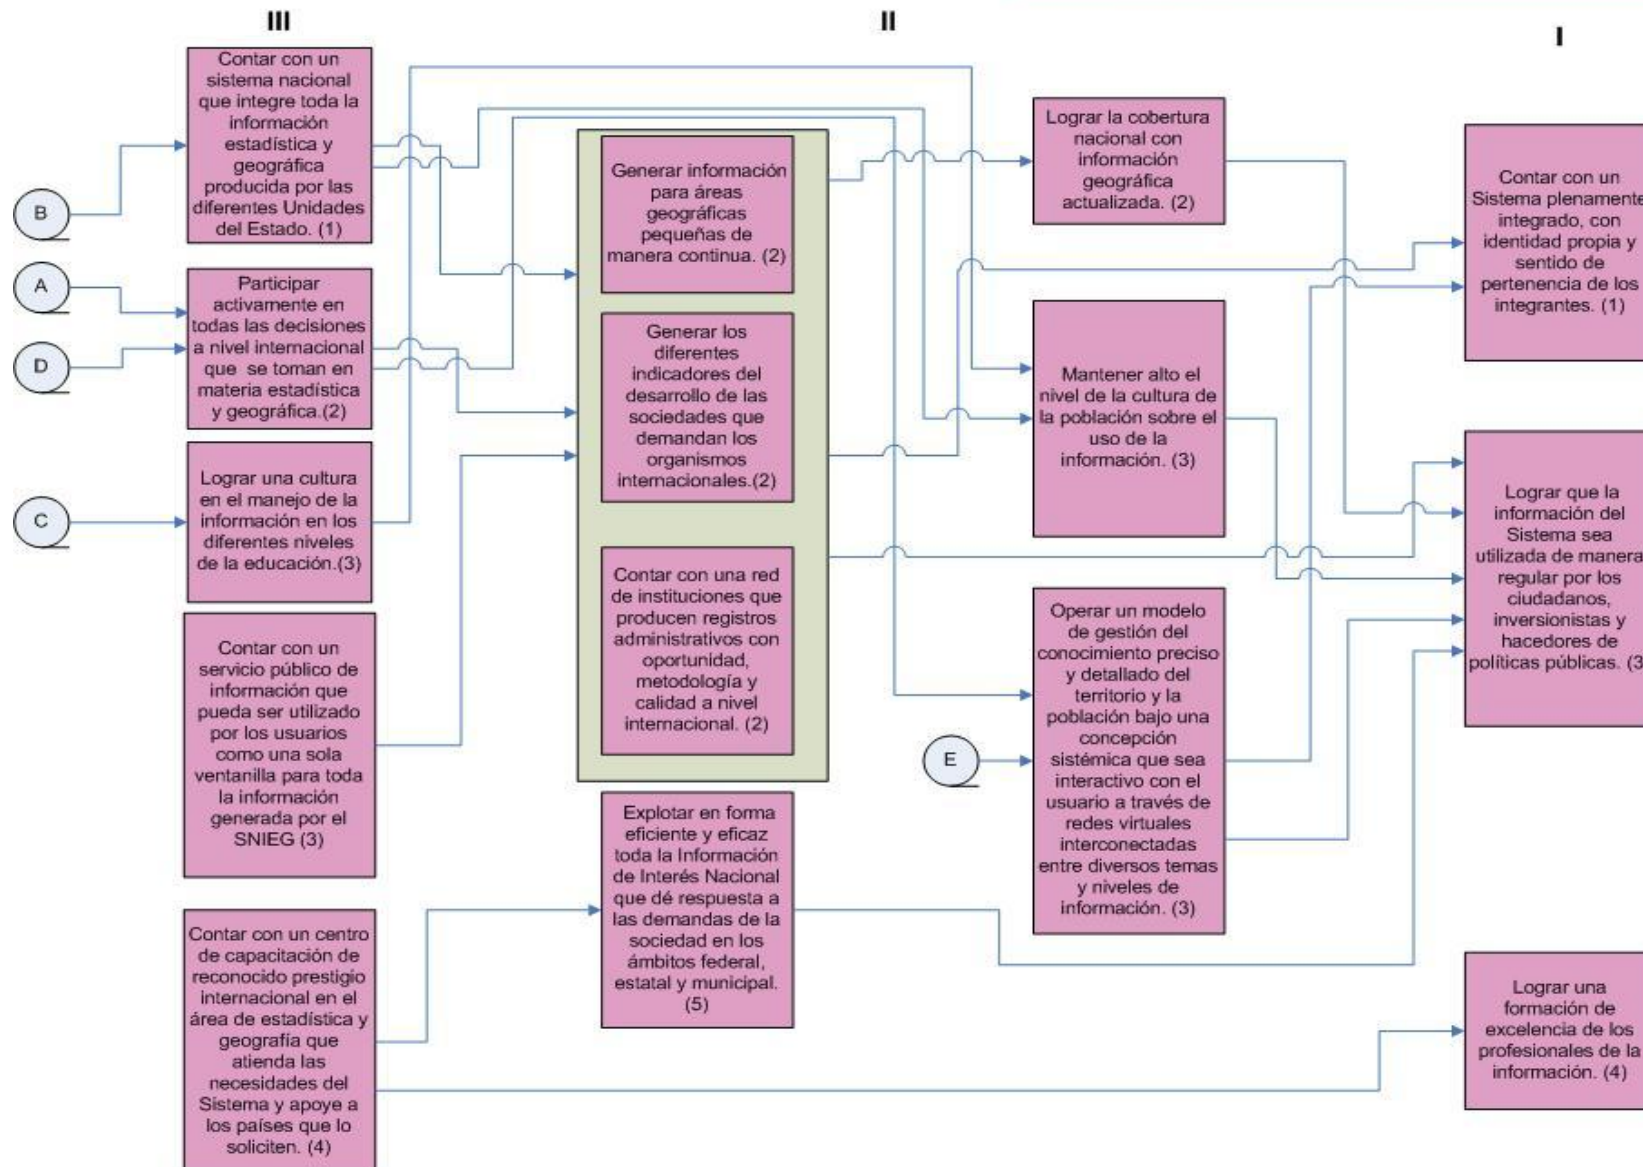 III
II
I
Contar con un
sistema nacional
que integre toda la
información
estadística y
geográfica
producida por las
diferentes Unidades
del Estado. (1)
B
A
D
Participar
activamente en
todas las decisiones
a nivel internacional
que se toman en
materia estadística
y geográfica.(2)
C
Lograr una cultura
en el manejo de la
información en los
diferentes niveles
de la educación.(3)
Contar con un
servicio público de
información que
pueda ser utilizado
por los usuarios
como una sola
ventanilla para toda
la información
generada por el
SNIEG (3)
Contar con un centro
de capacitación de
reconocido prestigio
internacional en el
área de estadística y
geografía que
atienda las
necesidades del
Sistema y apoye a
los países que lo
soliciten. (4)
Generar información
para áreas
geográficas
pequeñas de
manera continua. (2)
Generar los
diferentes
indicadores del
desarrollo de las
sociedades que
demandan los
organismos
internacionales.(2)
Contar con una red
de instituciones que
producen registros
administrativos con
oportunidad,
metodología y
calidad a nivel
internacional. (2)
Explotar en forma
eficiente y eficaz
toda la Información
de Interés Nacional
que dé respuesta a
las demandas de la
sociedad en los
ámbitos federal,
estatal y municipal.
(5)
Lograr la cobertura
nacional con
información
geográfica
actualizada. (2)
Mantener alto el
nivel de la cultura de
la población sobre el
uso de la
información. (3)
E
Operar un modelo
de gestión del
conocimiento preciso
y detallado del
territorio y la
población bajo una
concepción
sistémica que sea
interactivo con el
usuario a través de
redes virtuales
interconectadas
entre diversos temas
y niveles de
información. (3)
Contar con un
Sistema plenamente
integrado, con
identidad propia y
sentido de
pertenencia de los
integrantes. (1)
Lograr que la
información del
Sistema sea
utilizada de manera
regular por los
ciudadanos,
inversionistas y
hacedores de
políticas públicas. (3
Lograr una
formación de
excelencia de los
profesionales de la
información. (4)